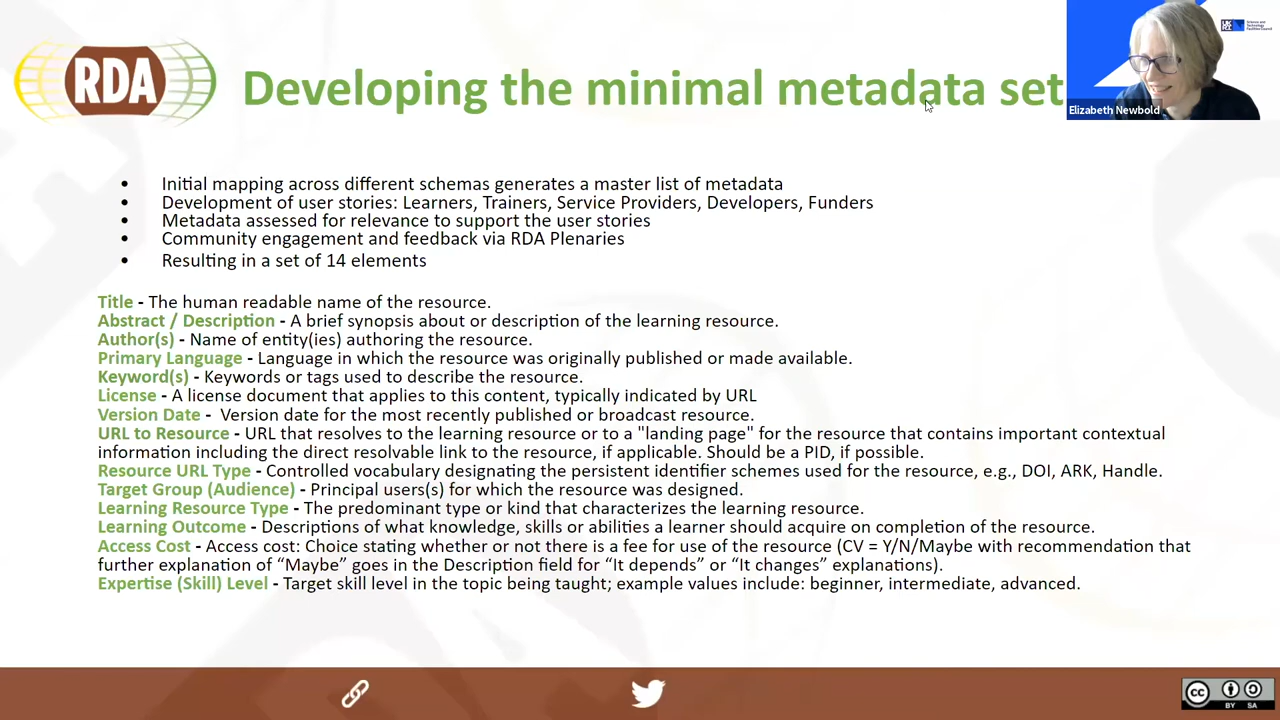 RDA
Developing the minimal metadata set
Elizabeth Newbold
Science and
Technology
Facilities Council
• Initial mapping across different schemas generates a master list of metadata
• Development of user stories: Learners, Trainers, Service Providers, Developers, Funders
• Metadata assessed for relevance to support the user stories
• Community engagement and feedback via RDA Plenaries
• Resulting in a set of 14 elements
Title - The human readable name of the resource.
Abstract / Description - A brief synopsis about or description of the learning resource.
Author(s) - Name of entity(ies) authoring the resource.
Primary Language - Language in which the resource was originally published or made available.
Keyword(s) - Keywords or tags used to describe the resource.
License - A license document that applies to this content, typically indicated by URL
Version Date - Version date for the most recently published or broadcast resource.
URL to Resource - URL that resolves to the learning resource or to a "landing page" for the resource that contains important contextual
information including the direct resolvable link to the resource, if applicable. Should be a PID, if possible.
Resource URL Type - Controlled vocabulary designating the persistent identifier schemes used for the resource, e.g., DOI, ARK, Handle.
Target Group (Audience) - Principal users(s) for which the resource was designed.
Learning Resource Type - The predominant type or kind that characterizes the learning resource.
Learning Outcome - Descriptions of what knowledge, skills or abilities a learner should acquire on completion of the resource.
Access Cost - Access cost: Choice stating whether or not there is a fee for use of the resource (CV = Y/N/Maybe with recommendation that
further explanation of “Maybe” goes in the Description field for “It depends” or “It changes” explanations).
Expertise (Skill) Level - Target skill level in the topic being taught; example values include: beginner, intermediate, advanced.
cc BY SA